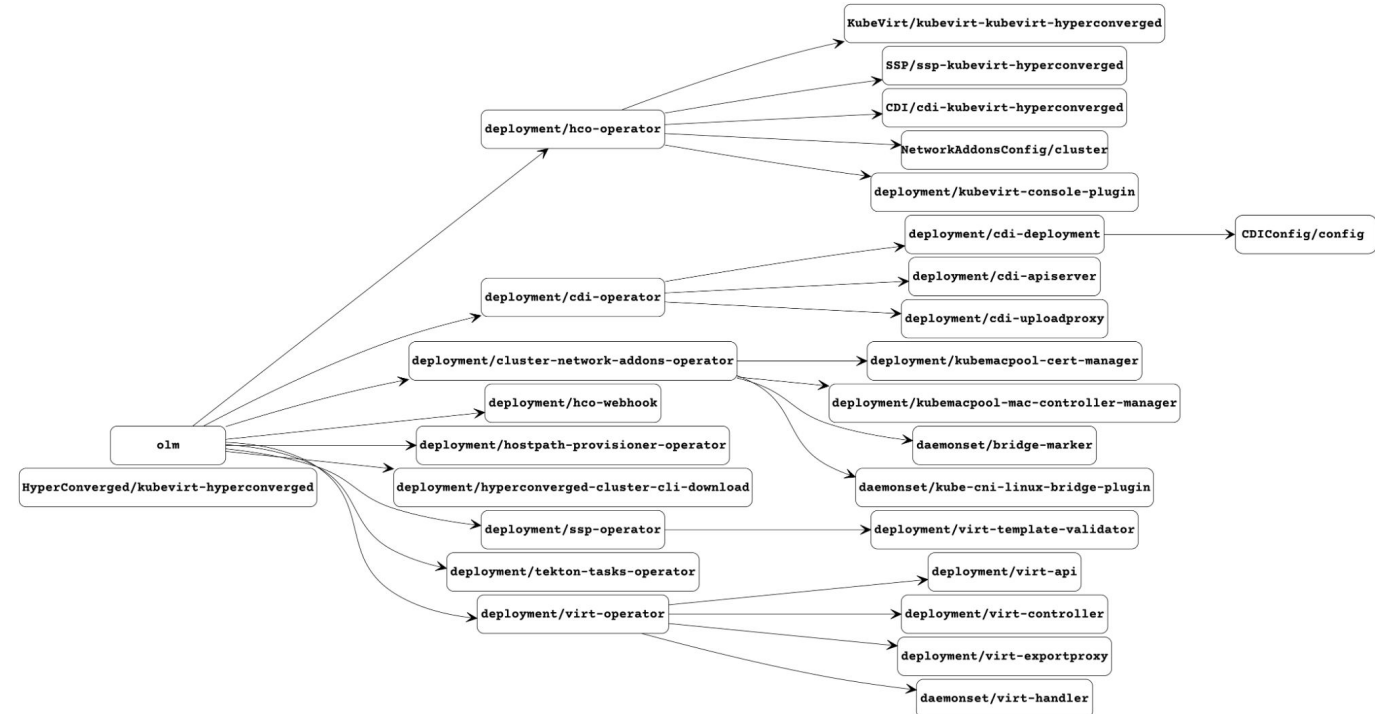 KubeVirt/kubevirt-kubevirt-hyperconverged
SSP/ssp-kubevirt-hyperconverged
CDI/cdi-kubevirt-hyperconverged
deployment/hco-operator
NetworkAddonsConfig/cluster
deployment/kubevirt-console-plugin
deployment/cdi-deployment
CDIConfig/config
deployment/cdi-apiserver
deployment/cdi-operator
deployment/cdi-uploadproxy
deployment/cluster-network-addons-operator
deployment/kubemacpool-cert-manager
deployment/hco-webhook
deployment/kubemacpool-mac-controller-manager
olm
deployment/hostpath-provisioner-operator
daemonset/bridge-marker
HyperConverged/kubevirt-hyperconverged
deployment/hyperconverged-cluster-cli-download
daemonset/kube-cni-linux-bridge-plugin
deployment/ssp-operator
deployment/virt-template-validator
deployment/tekton-tasks-operator
deployment/virt-api
deployment/virt-operator
deployment/virt-controller
deployment/virt-exportproxy
daemonset/virt-handler